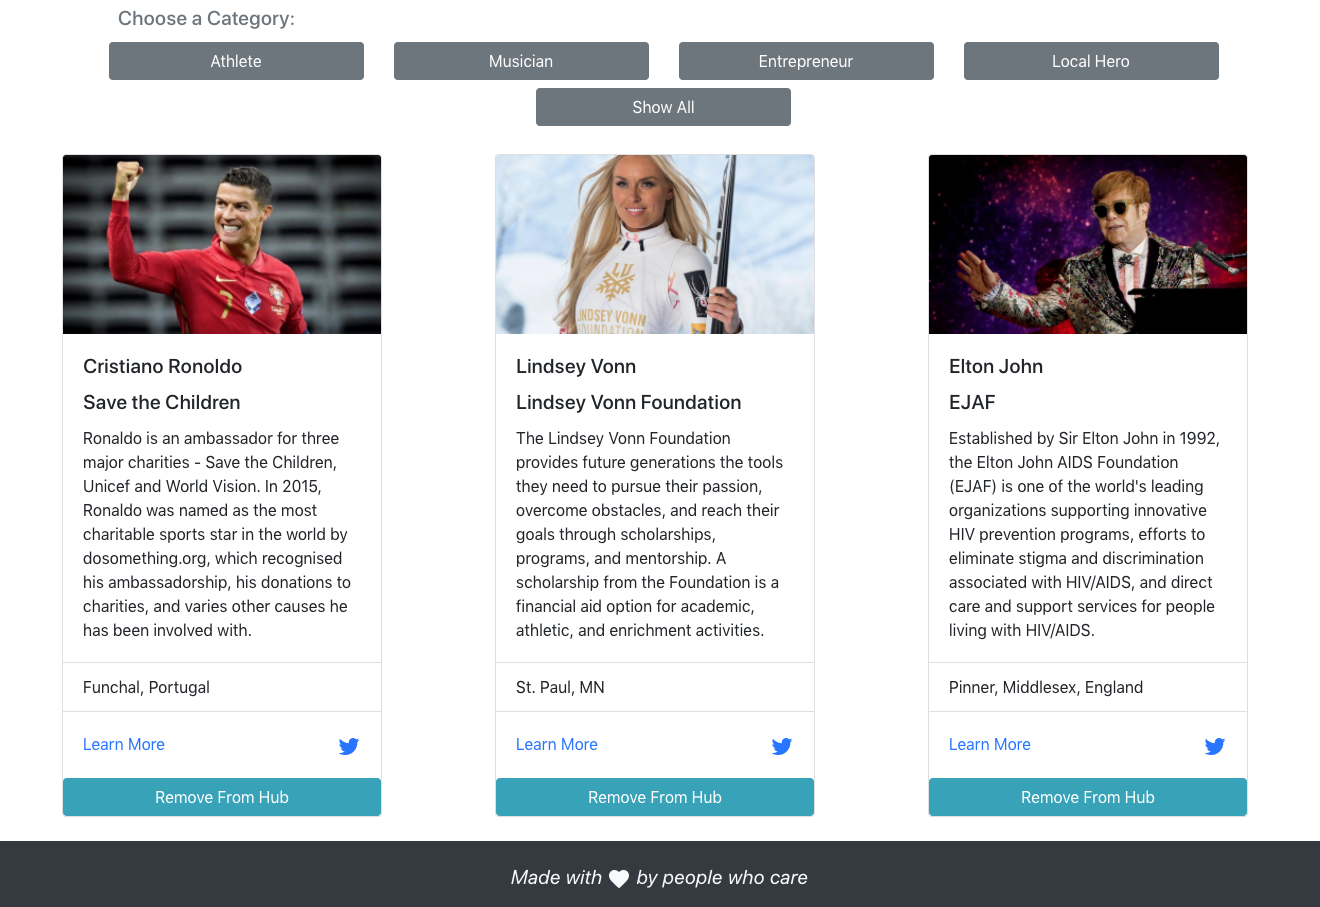 Choose a Category:
Athlete
Musician
Entrepreneur
Local Hero
Show All
7
LV
LINDSEY VONN
FOUNDATION
Cristiano Ronoldo
Save the Children
Ronaldo is an ambassador for three
major charities - Save the Children,
Unicef and World Vision. In 2015,
Ronaldo was named as the most
charitable sports star in the world by
dosomething.org, which recognised
his ambassadorship, his donations to
charities, and varies other causes he
has been involved with.
Funchal, Portugal
Learn More
Remove From Hub
Lindsey Vonn
Lindsey Vonn Foundation
The Lindsey Vonn Foundation
provides future generations the tools
they need to pursue their passion,
overcome obstacles, and reach their
goals through scholarships,
programs, and mentorship. A
scholarship from the Foundation is a
financial aid option for academic,
athletic, and enrichment activities.
St. Paul, MN
Learn More
Remove From Hub
Elton John
EJAF
Established by Sir Elton John in 1992,
the Elton John AIDS Foundation
(EJAF) is one of the world's leading
organizations supporting innovative
HIV prevention programs, efforts to
eliminate stigma and discrimination
associated with HIV/AIDS, and direct
care and support services for people
living with HIV/AIDS.
Pinner, Middlesex, England
Learn More
Remove From Hub
Made with by people who care